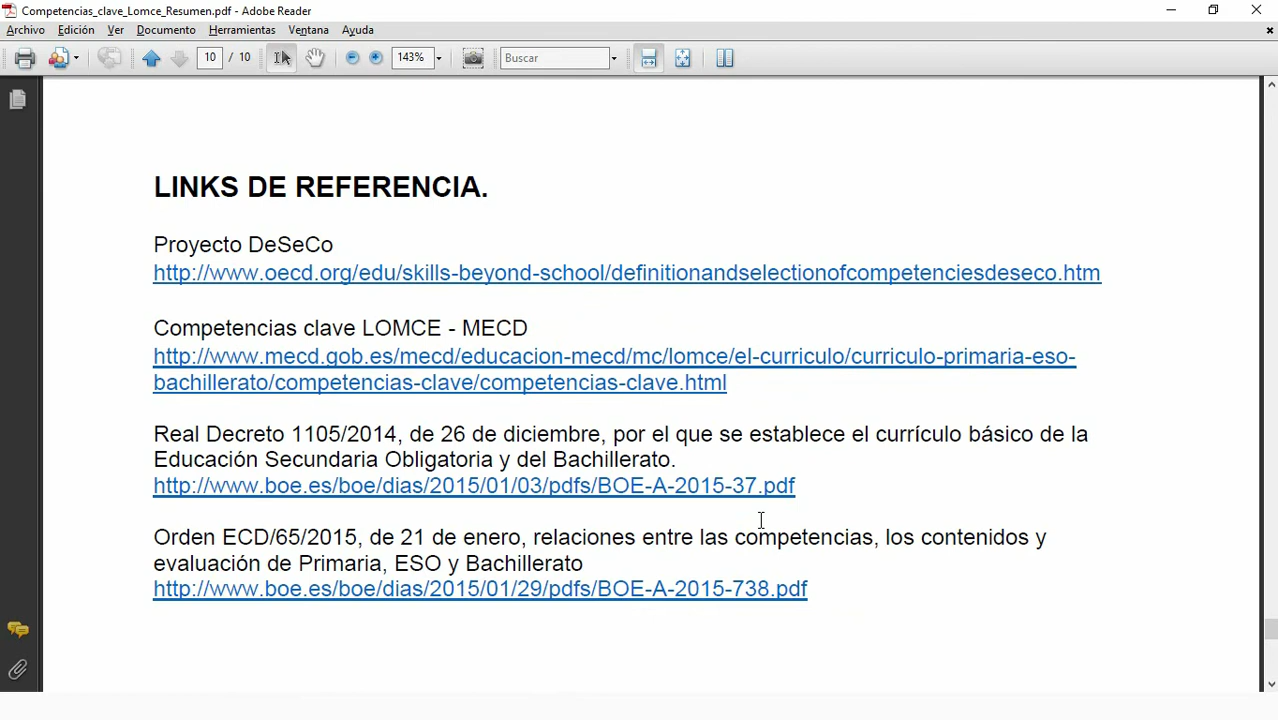 Competencias_clave_Lomce_Resumen.pdf - Adobe Reader
Archivo Edición Ver Documento Herramientas Ventana Ayuda
10 / 10 143% Buscar
LINKS DE REFERENCIA.
Proyecto DeSeCo
http://www.oecd.org/edu/skills-beyond-school/definitionandselectionofcompetenciesdeseco.htm
Competencias clave LOMCE - MECD
http://www.mecd.gob.es/mecd/educacion-mecd/mc/lomce/el-curriculo/curriculo-primaria-eso-
bachillerato/competencias-clave/competencias-clave.html
Real Decreto 1105/2014, de 26 de diciembre, por el que se establece el currículo básico de la
Educación Secundaria Obligatoria y del Bachillerato.
http://www.boe.es/boe/dias/2015/01/03/pdfs/BOE-A-2015-37.pdf
Orden ECD/65/2015, de 21 de enero, relaciones entre las competencias, los contenidos y
evaluación de Primaria, ESO y Bachillerato
http://www.boe.es/boe/dias/2015/01/29/pdfs/BOE-A-2015-738.pdf